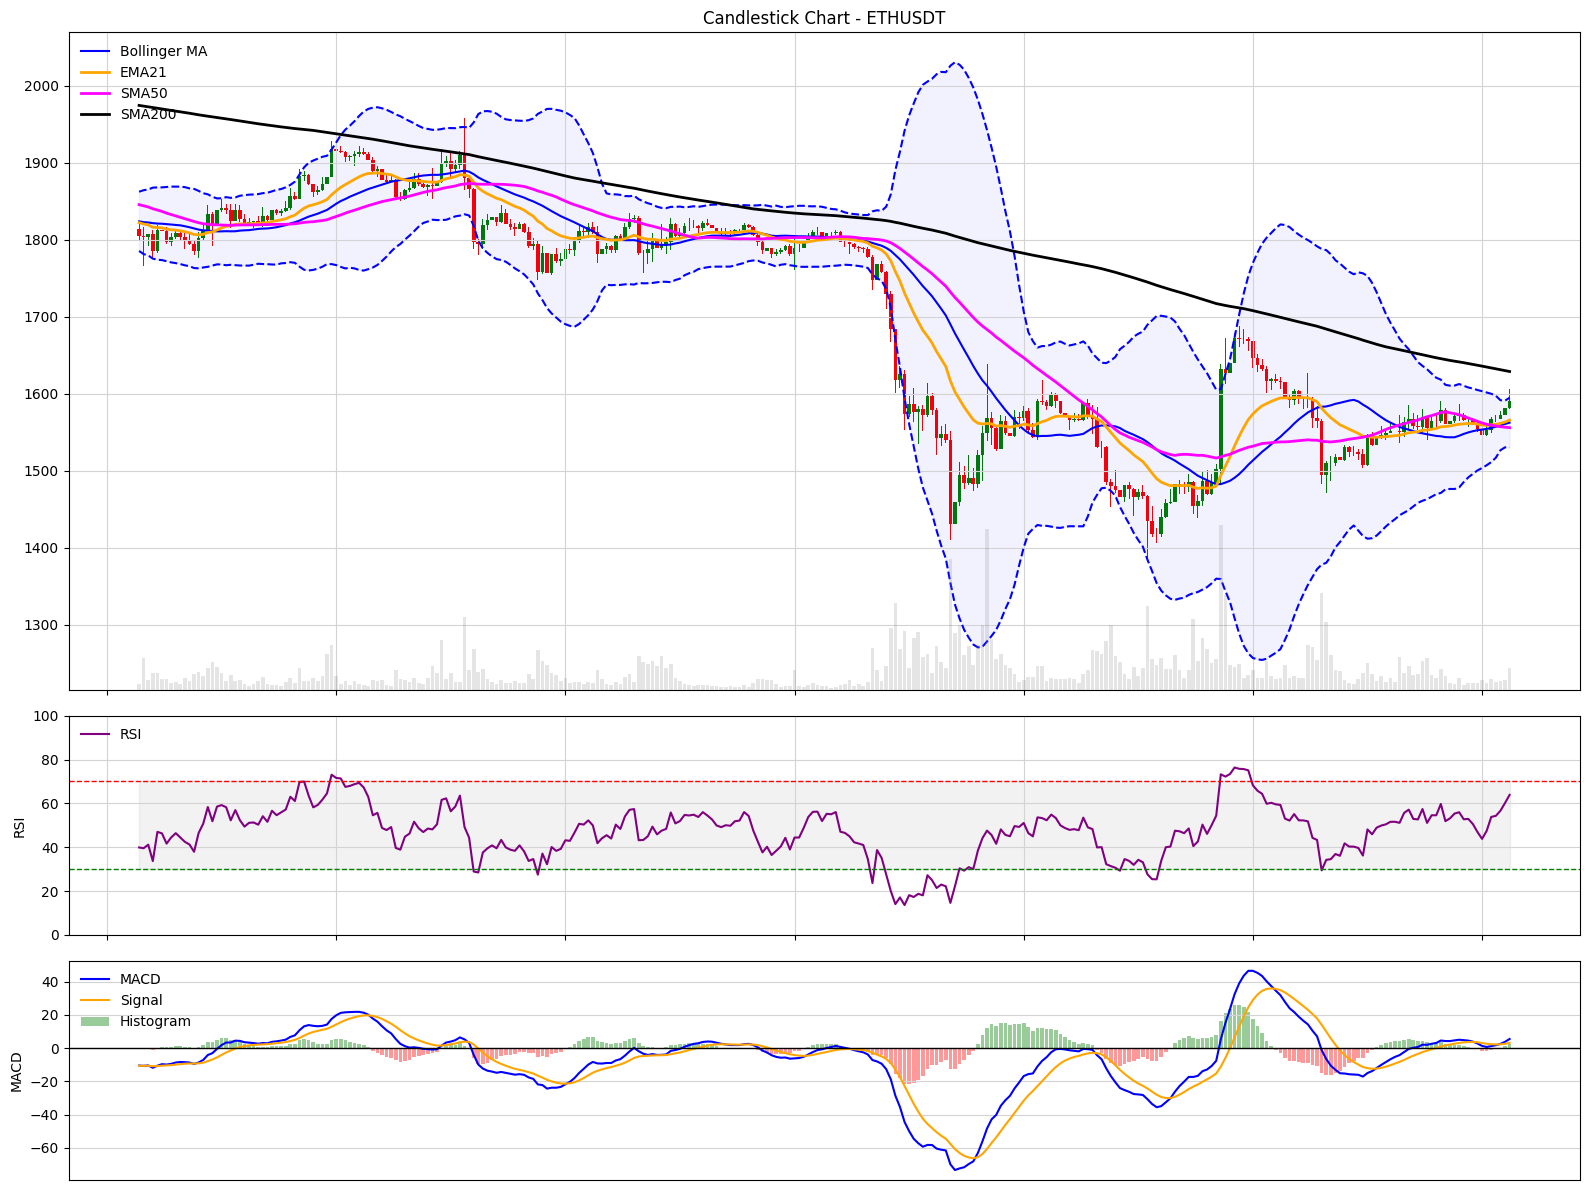 Candlestick Chart - ETHUSDT
Bollinger MA
EMA21
SMA50
SMA200
2000
1900
1800
1700
1600
1500
1400
1300
RSI
100
80
60
40
20
0
RSI
MACD
Signal
Histogram
40
20
0
−20
−40
−60
MACD